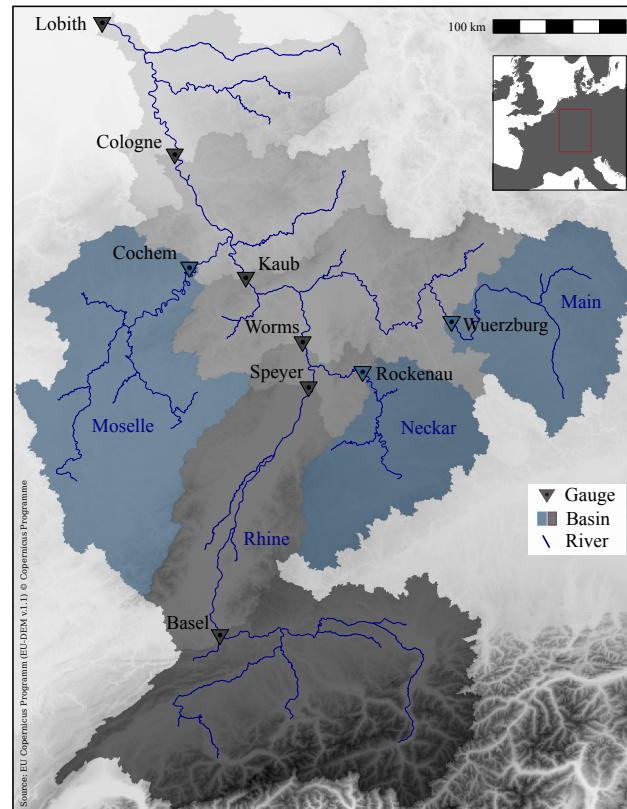 Lobith
100 km
Cologne
Cochem
Kaub
Main
Wuerzburg
Worms
Speyer
Rockenau
Moselle
Neckar
Gauge
Basin
River
Rhine
Basel
Source: EU Copernicus Programm (EU-DEM v.1.1) © Copernicus Programme